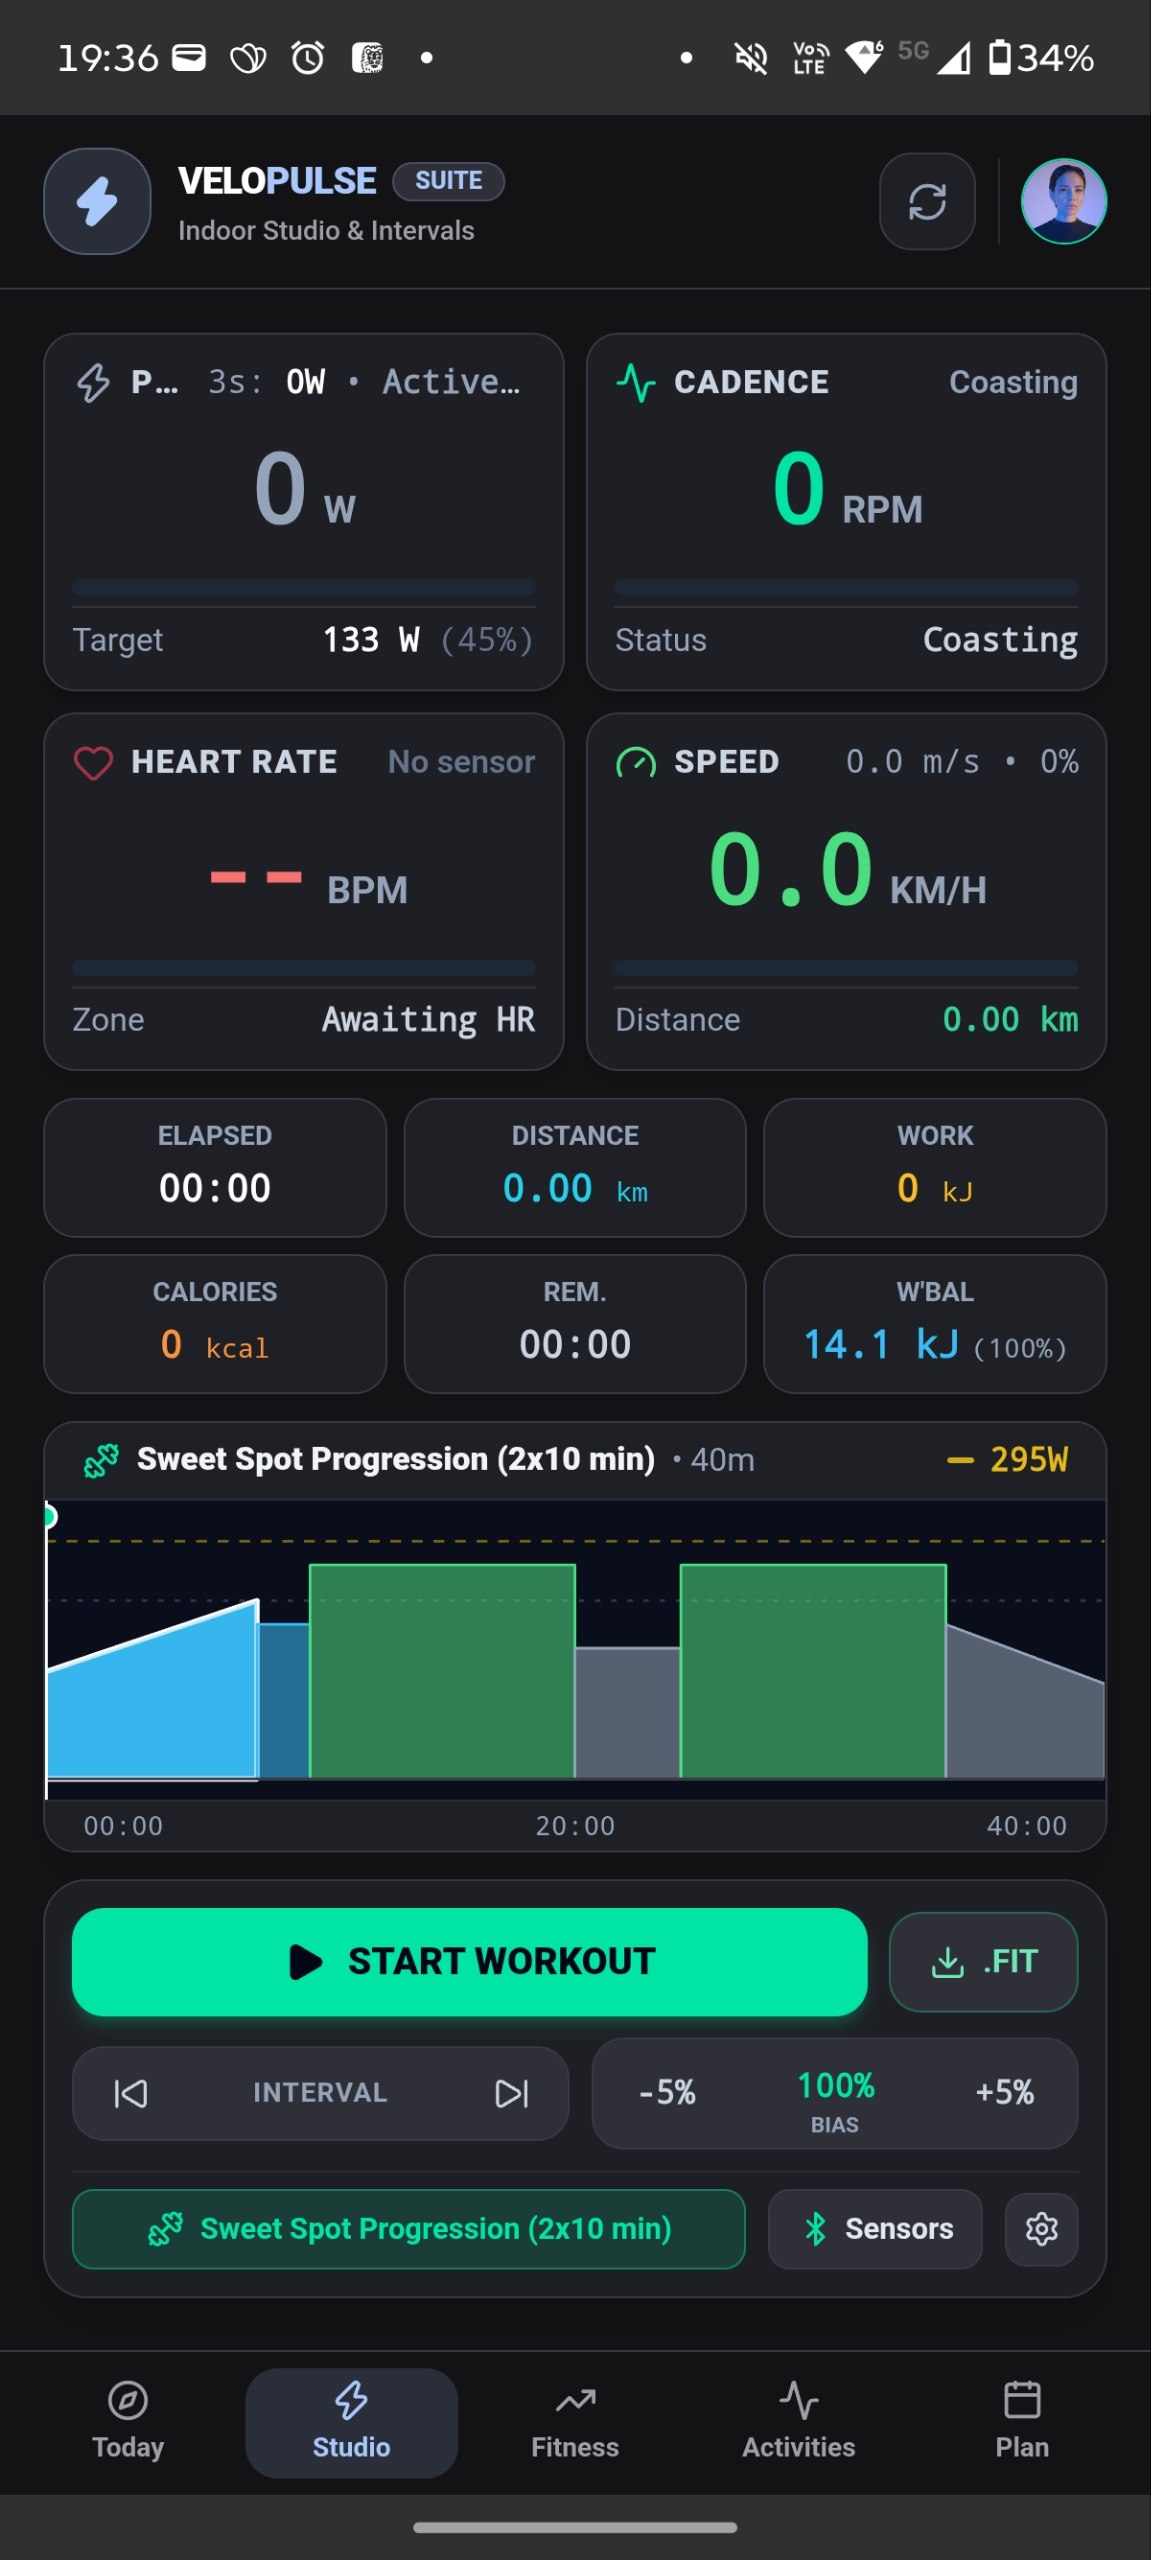 19:36
Vo LTE 6 5G 34%
VELOPULSE SUITE
Indoor Studio & Intervals
P... 3s: 0W • Active...
0 W
Target 133 W (45%)
CADENCE Coasting
0 RPM
Status Coasting
HEART RATE No sensor
-- BPM
Zone Awaiting HR
SPEED 0.0 m/s • 0%
0.0 KM/H
Distance 0.00 km
ELAPSED
00:00
DISTANCE
0.00 km
WORK
0 kJ
CALORIES
0 kcal
REM.
00:00
W'BAL
14.1 kJ (100%)
Sweet Spot Progression (2x10 min) • 40m 295W
00:00 20:00 40:00
START WORKOUT
.FIT
INTERVAL
-5% 100% +5%
BIAS
Sweet Spot Progression (2x10 min)
Sensors
Today Studio Fitness Activities Plan